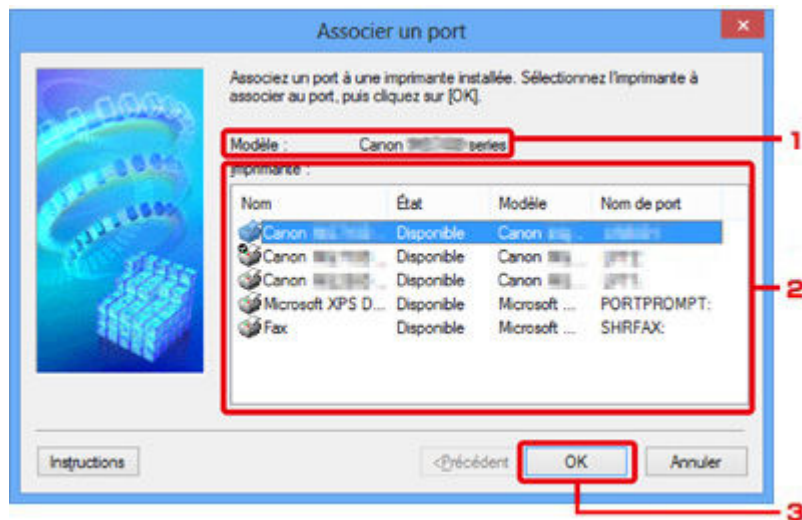 Associer un port
Associez un port à une imprimante installée. Sélectionnez l'imprimante à
associer au port, puis cliquez sur [OK].
Modèle : Canon series
1
Imprimante :
Nom État Modèle Nom de port
Canon Disponible Canon
Canon Disponible Canon
Canon Disponible Canon
Microsoft XPS D... Disponible Microsoft ... PORTPROMPT:
Fax Disponible Microsoft ... SHRFAX:
2
Instructions <Précédent OK Annuler
3